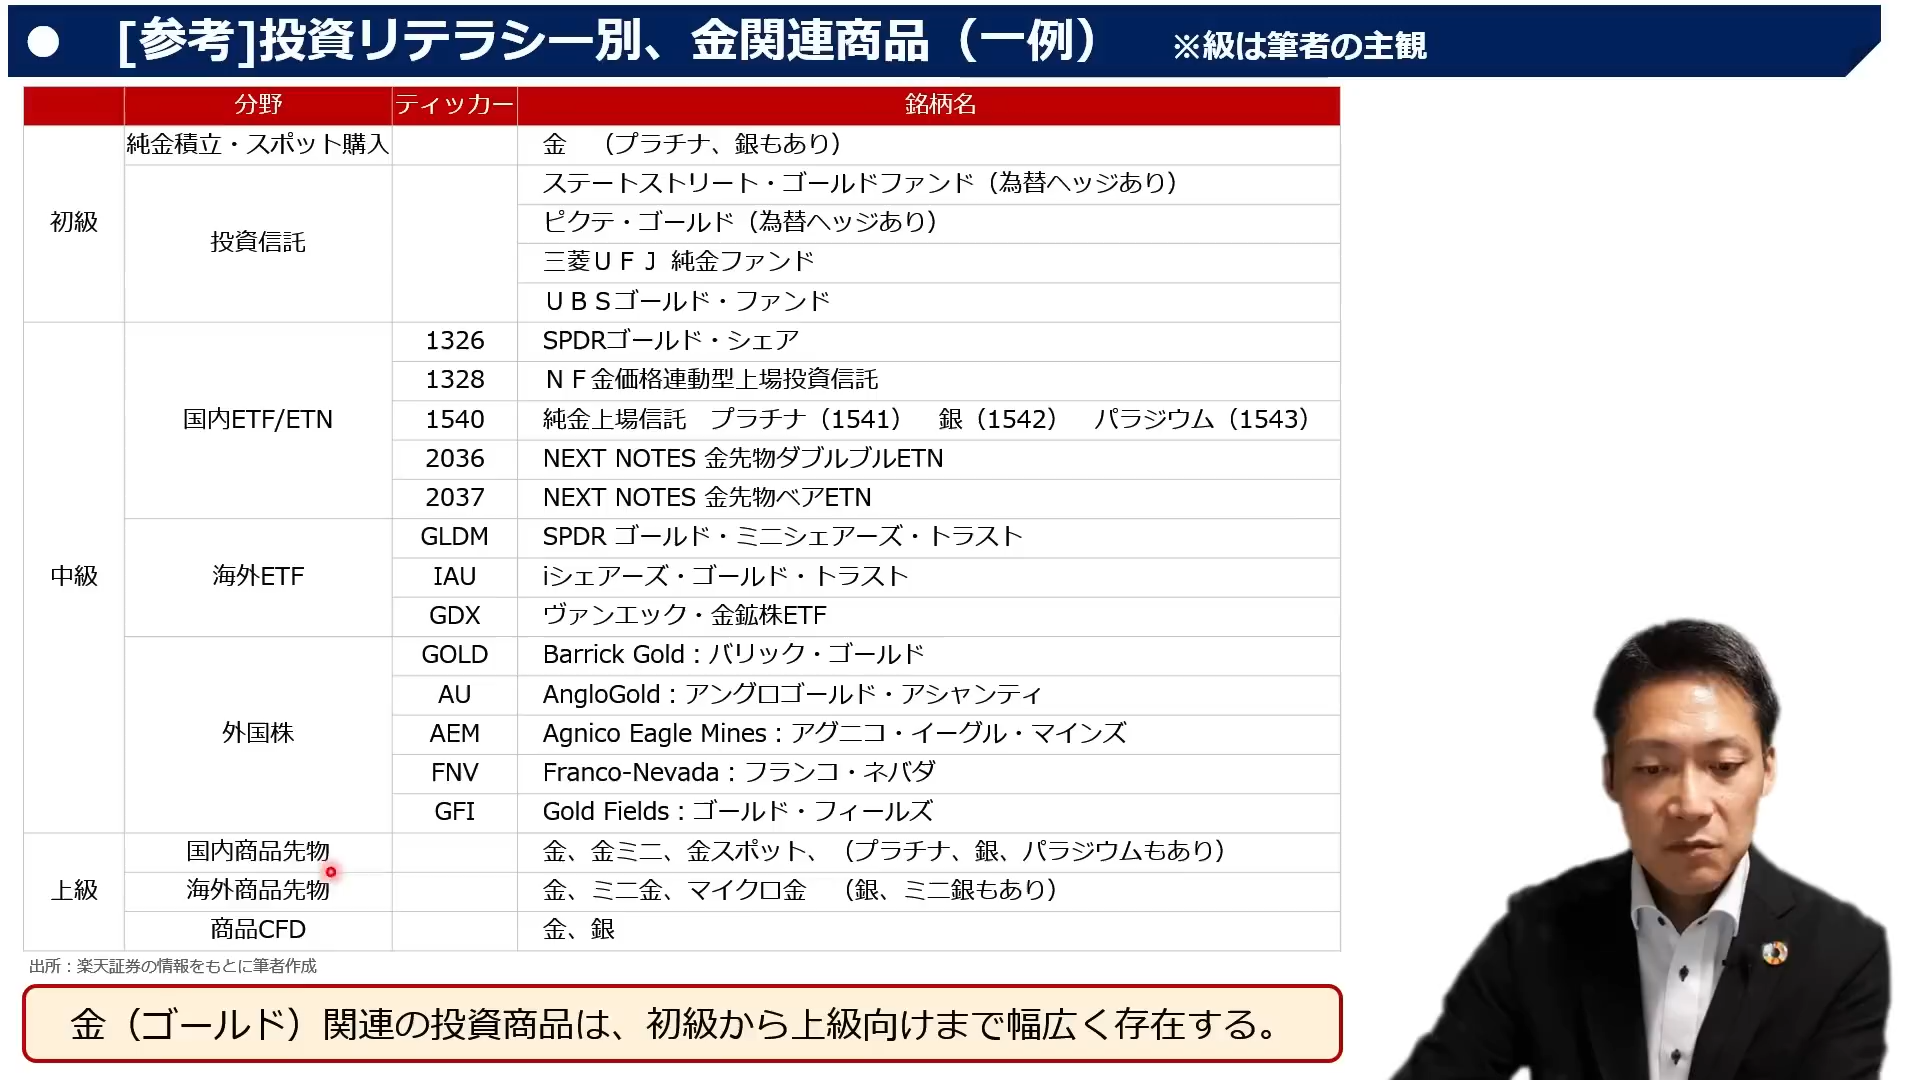 [参考]投資リテラシー別、金関連商品（一例） ※級は筆者の主観
分野 ティッカー 銘柄名
初級
純金積立・スポット購入 金 （プラチナ、銀もあり）
投資信託
ステートストリート・ゴールドファンド（為替ヘッジあり）
ピクテ・ゴールド（為替ヘッジあり）
三菱ＵＦＪ 純金ファンド
ＵＢＳゴールド・ファンド
中級
国内ETF/ETN
1326 SPDRゴールド・シェア
1328 ＮＦ金価格連動型上場投資信託
1540 純金上場信託 プラチナ（1541） 銀（1542） パラジウム（1543）
2036 NEXT NOTES 金先物ダブルブルETN
2037 NEXT NOTES 金先物ベアETN
海外ETF
GLDM SPDR ゴールド・ミニシェアーズ・トラスト
IAU iシェアーズ・ゴールド・トラスト
GDX ヴァンエック・金鉱株ETF
外国株
GOLD Barrick Gold：バリック・ゴールド
AU AngloGold：アングロゴールド・アシャンティ
AEM Agnico Eagle Mines：アグニコ・イーグル・マインズ
FNV Franco-Nevada：フランコ・ネバダ
GFI Gold Fields：ゴールド・フィールズ
上級
国内商品先物 金、金ミニ、金スポット、（プラチナ、銀、パラジウムもあり）
海外商品先物 金、ミニ金、マイクロ金 （銀、ミニ銀もあり）
商品CFD 金、銀
出所：楽天証券の情報をもとに筆者作成
金（ゴールド）関連の投資商品は、初級から上級向けまで幅広く存在する。